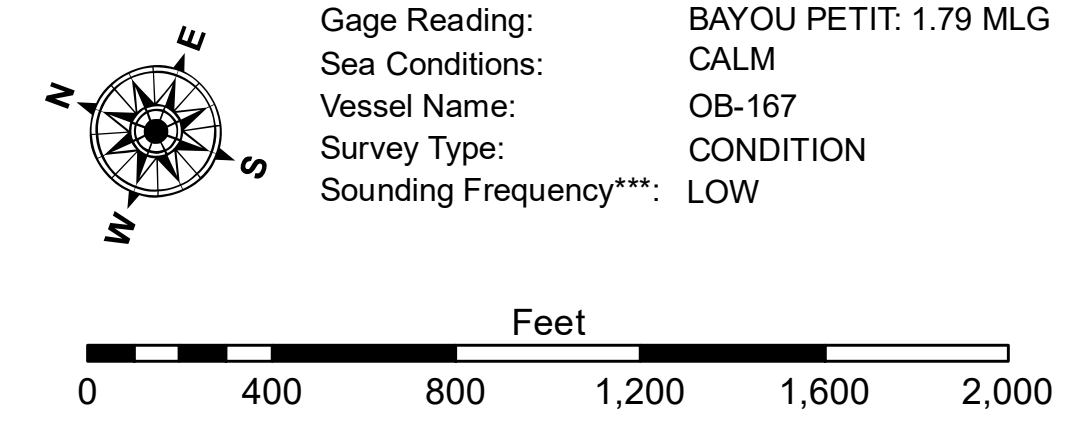 N
E
S
W
Gage Reading: BAYOU PETIT: 1.79 MLG
Sea Conditions: CALM
Vessel Name: OB-167
Survey Type: CONDITION
Sounding Frequency***: LOW
Feet
0 400 800 1,200 1,600 2,000